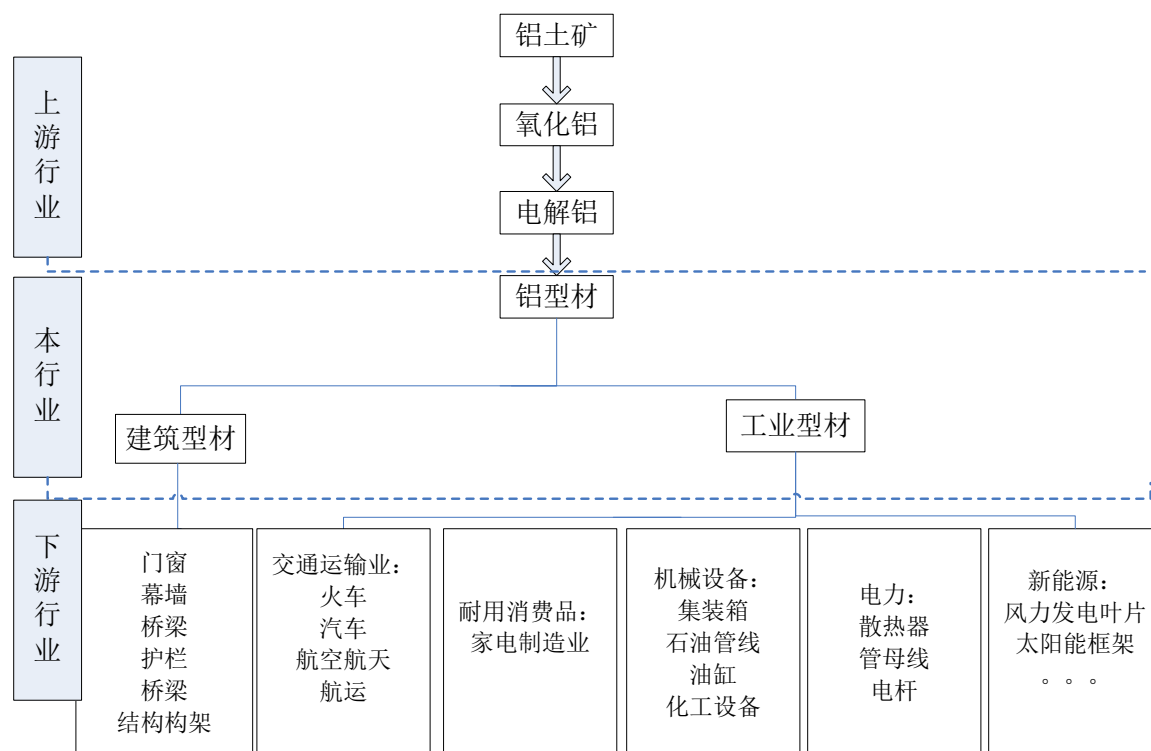 铝土矿
上游行业
氧化铝
电解铝
铝型材
本行业
建筑型材
工业型材
下游行业
门窗
幕墙
桥梁
护栏
桥梁
结构构架
交通运输业：
火车
汽车
航空航天
航运
耐用消费品：
家电制造业
机械设备：
集装箱
石油管线
油缸
化工设备
电力：
散热器
管母线
电杆
新能源：
风力发电叶片
太阳能框架
。。。